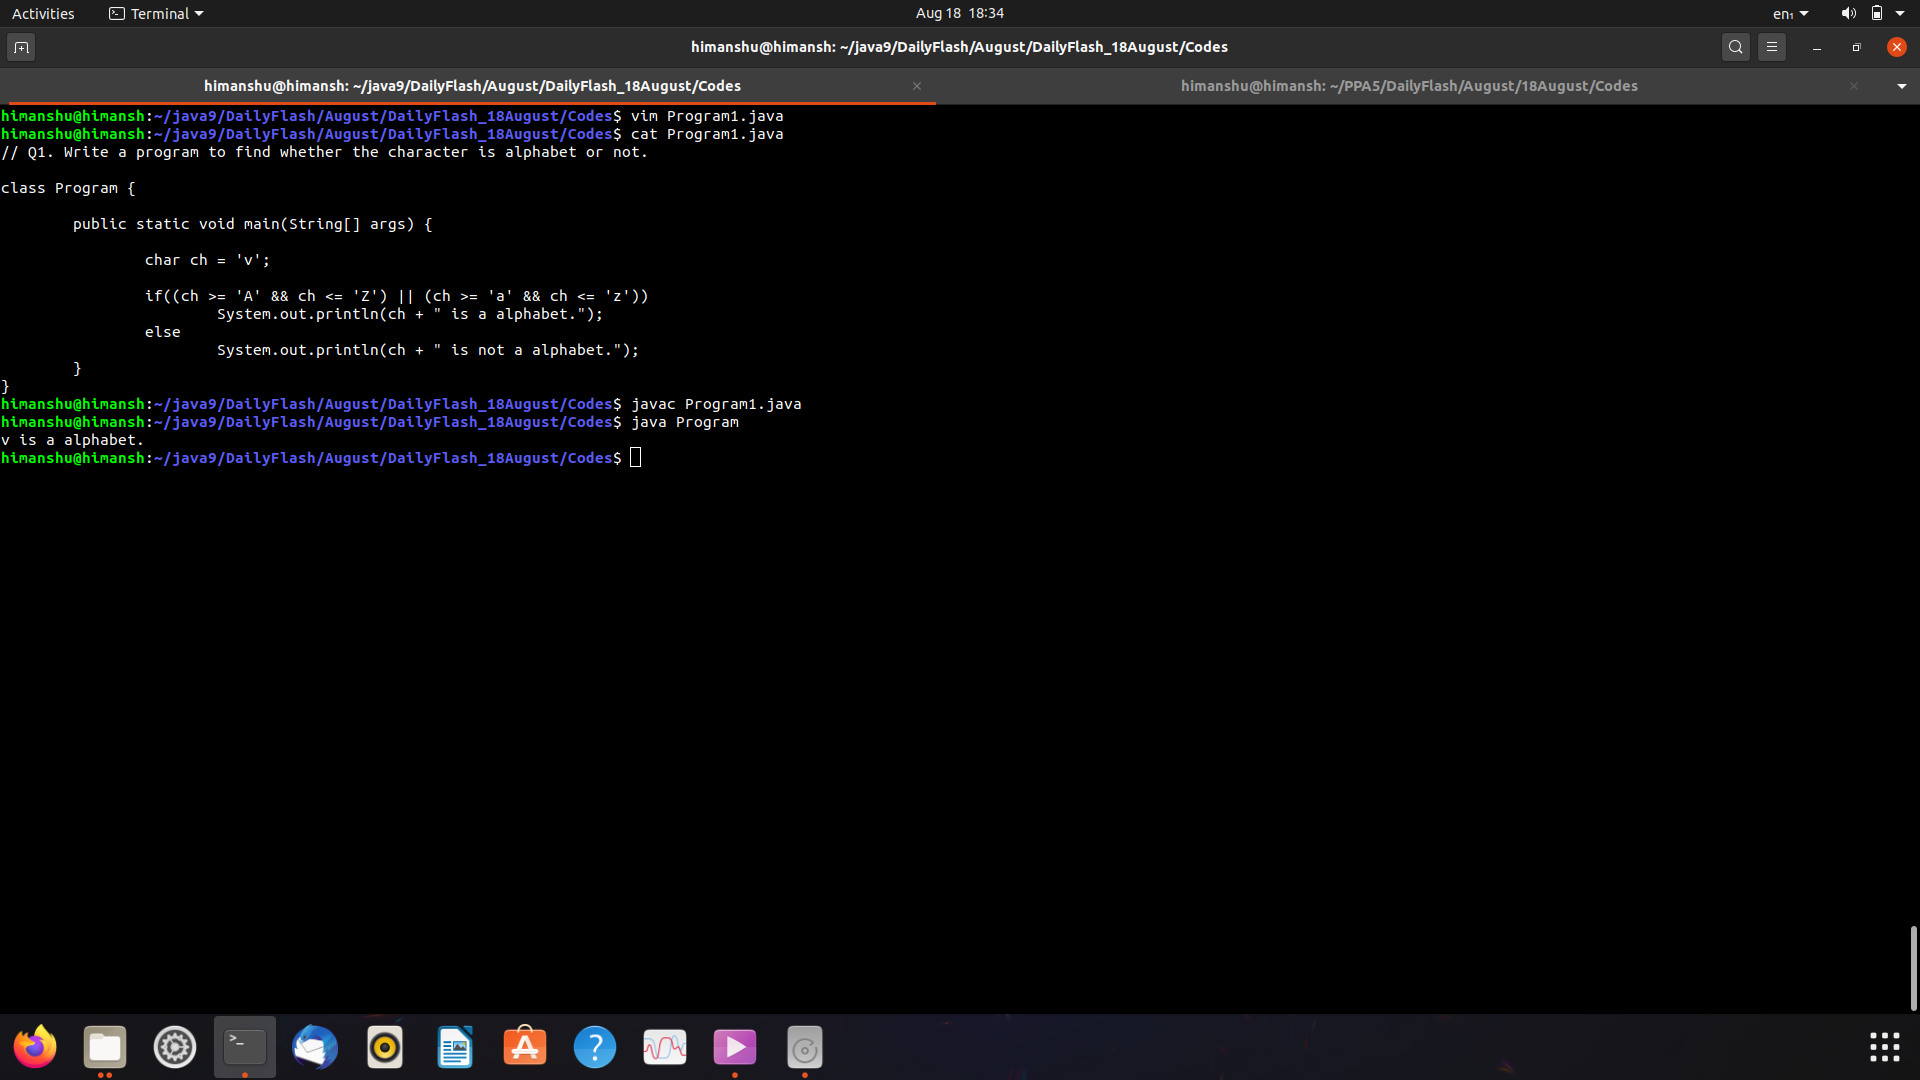 Activities Terminal Aug 18 18:34 en₁
himanshu@himansh: ~/java9/DailyFlash/August/DailyFlash_18August/Codes
himanshu@himansh: ~/java9/DailyFlash/August/DailyFlash_18August/Codes himanshu@himansh: ~/PPA5/DailyFlash/August/18August/Codes
himanshu@himansh:~/java9/DailyFlash/August/DailyFlash_18August/Codes$ vim Program1.java
himanshu@himansh:~/java9/DailyFlash/August/DailyFlash_18August/Codes$ cat Program1.java
// Q1. Write a program to find whether the character is alphabet or not.
class Program {
        public static void main(String[] args) {
                char ch = 'v';
                if((ch >= 'A' && ch <= 'Z') || (ch >= 'a' && ch <= 'z'))
                        System.out.println(ch + " is a alphabet.");
                else
                        System.out.println(ch + " is not a alphabet.");
        }
}
himanshu@himansh:~/java9/DailyFlash/August/DailyFlash_18August/Codes$ javac Program1.java
himanshu@himansh:~/java9/DailyFlash/August/DailyFlash_18August/Codes$ java Program
v is a alphabet.
himanshu@himansh:~/java9/DailyFlash/August/DailyFlash_18August/Codes$